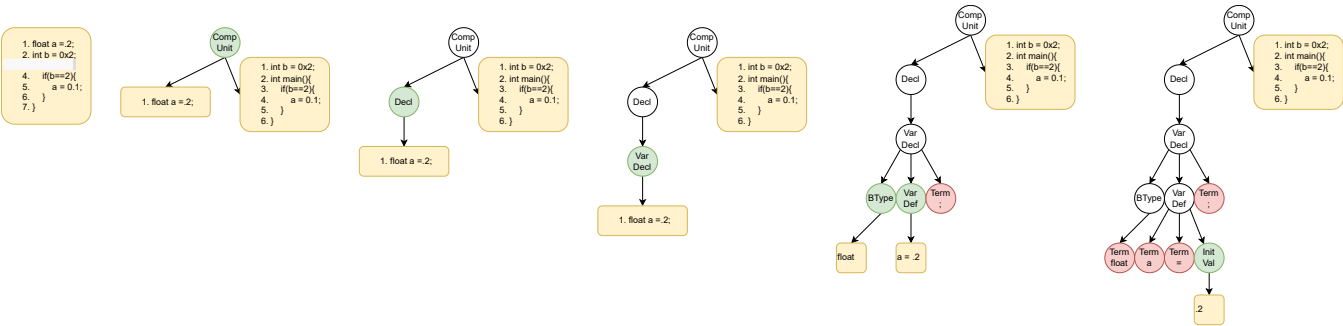 1. float a =.2;
2. int b = 0x2;
4. if(b==2){
5. a = 0.1;
6. }
7. }
Comp
Unit
1. float a =.2;
1. int b = 0x2;
2. int main(){
3. if(b==2){
4. a = 0.1;
5. }
6. }
Comp
Unit
Decl
1. float a =.2;
1. int b = 0x2;
2. int main(){
3. if(b==2){
4. a = 0.1;
5. }
6. }
Comp
Unit
Decl
Var
Decl
1. float a =.2;
1. int b = 0x2;
2. int main(){
3. if(b==2){
4. a = 0.1;
5. }
6. }
Comp
Unit
1. int b = 0x2;
2. int main(){
3. if(b==2){
4. a = 0.1;
5. }
6. }
Decl
Var
Decl
BType
Var
Def
Term
;
float
a = .2
Comp
Unit
1. int b = 0x2;
2. int main(){
3. if(b==2){
4. a = 0.1;
5. }
6. }
Decl
Var
Decl
BType
Var
Def
Term
;
Term
float
Term
a
Term
=
Init
Val
.2